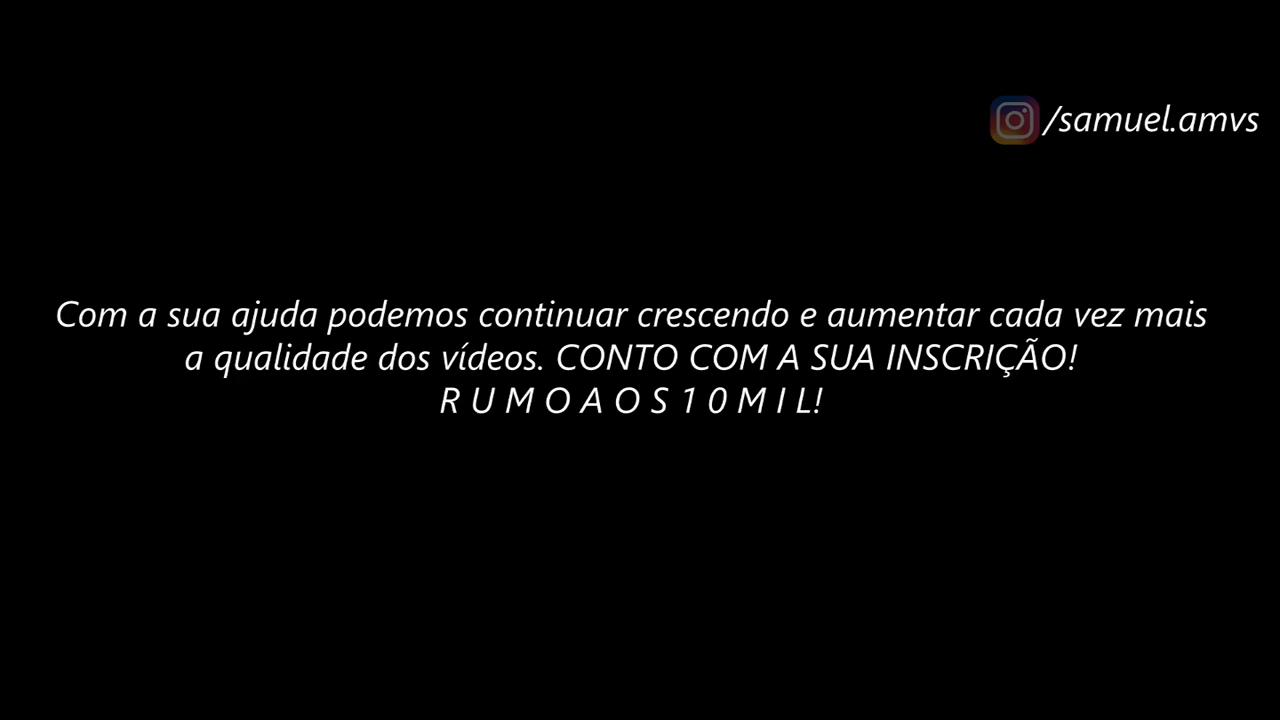 /samuel.amvs
Com a sua ajuda podemos continuar crescendo e aumentar cada vez mais
a qualidade dos vídeos. CONTO COM A SUA INSCRIÇÃO!
R U M O A O S 1 0 M I L!